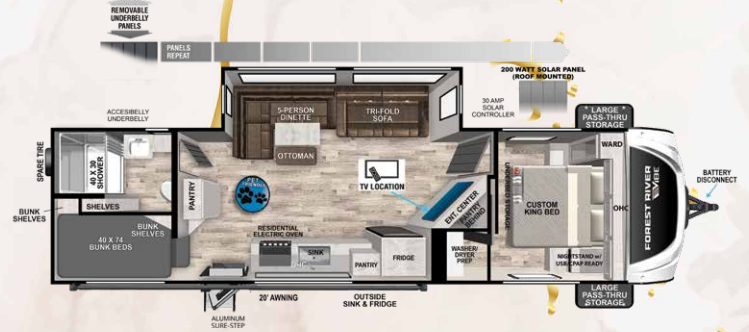 REMOVABLE
UNDERBELLY
PANELS
PANELS
REPEAT
200 WATT SOLAR PANEL
(ROOF MOUNTED)
30 AMP
SOLAR
CONTROLLER
ACCESIBELLY
UNDERBELLY
LARGE
PASS-THRU
STORAGE
5-PERSON
DINETTE
TRI-FOLD
SOFA
OTTOMAN
SPARE TIRE
40 X 30
SHOWER
WARD
PET
FRIENDLY
TV LOCATION
PANTRY
ENT. CENTER
PANTRY
BEHIND
CUSTOM
KING BED
OHC
FOREST RIVER
VIBE
BATTERY
DISCONNECT
SHELVES
BUNK
SHELVES
BUNK
SHELVES
40 X 74
BUNK BEDS
RESIDENTIAL
ELECTRIC OVEN
SINK
PANTRY
FRIDGE
WASHER/
DRYER
PREP
NIGHTSTAND w/
USB/CPAP READY
LARGE
PASS-THRU
STORAGE
20' AWNING
OUTSIDE
SINK & FRIDGE
ALUMINUM
SURE-STEP